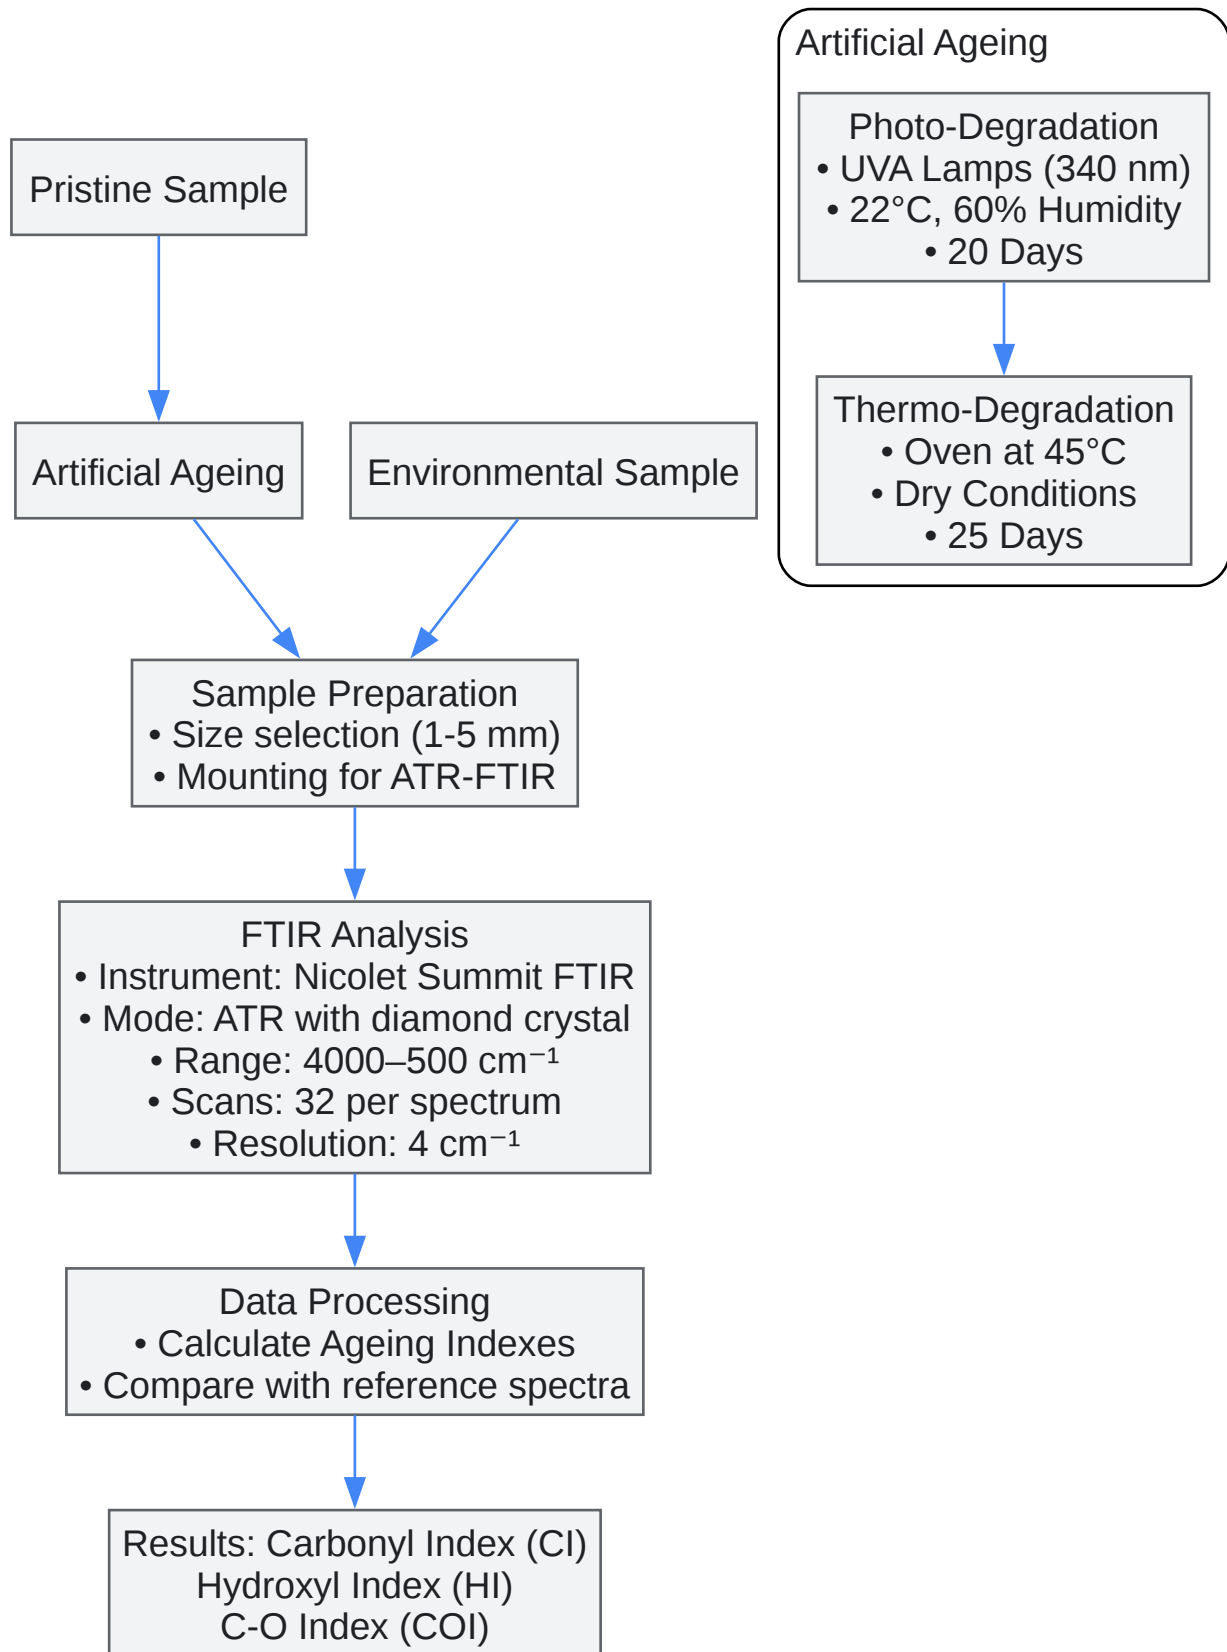 Artificial Ageing
Photo-Degradation
• UVA Lamps (340 nm)
• 22°C, 60% Humidity
• 20 Days
Thermo-Degradation
• Oven at 45°C
• Dry Conditions
• 25 Days
Pristine Sample
Artificial Ageing
Environmental Sample
Sample Preparation
• Size selection (1-5 mm)
• Mounting for ATR-FTIR
FTIR Analysis
• Instrument: Nicolet Summit FTIR
• Mode: ATR with diamond crystal
• Range: 4000–500 cm⁻¹
• Scans: 32 per spectrum
• Resolution: 4 cm⁻¹
Data Processing
• Calculate Ageing Indexes
• Compare with reference spectra
Results: Carbonyl Index (CI)
Hydroxyl Index (HI)
C-O Index (COI)